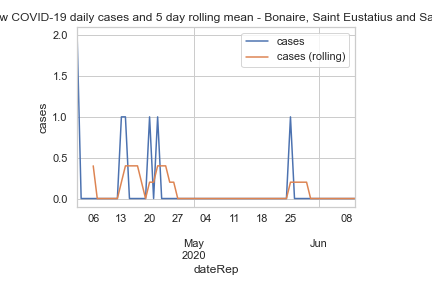 w COVID-19 daily cases and 5 day rolling mean - Bonaire, Saint Eustatius and Sa
cases
cases (rolling)
2.0
1.5
1.0
0.5
0.0
cases
06 13 20 27 04 11 18 25 08
May Jun
2020
dateRep